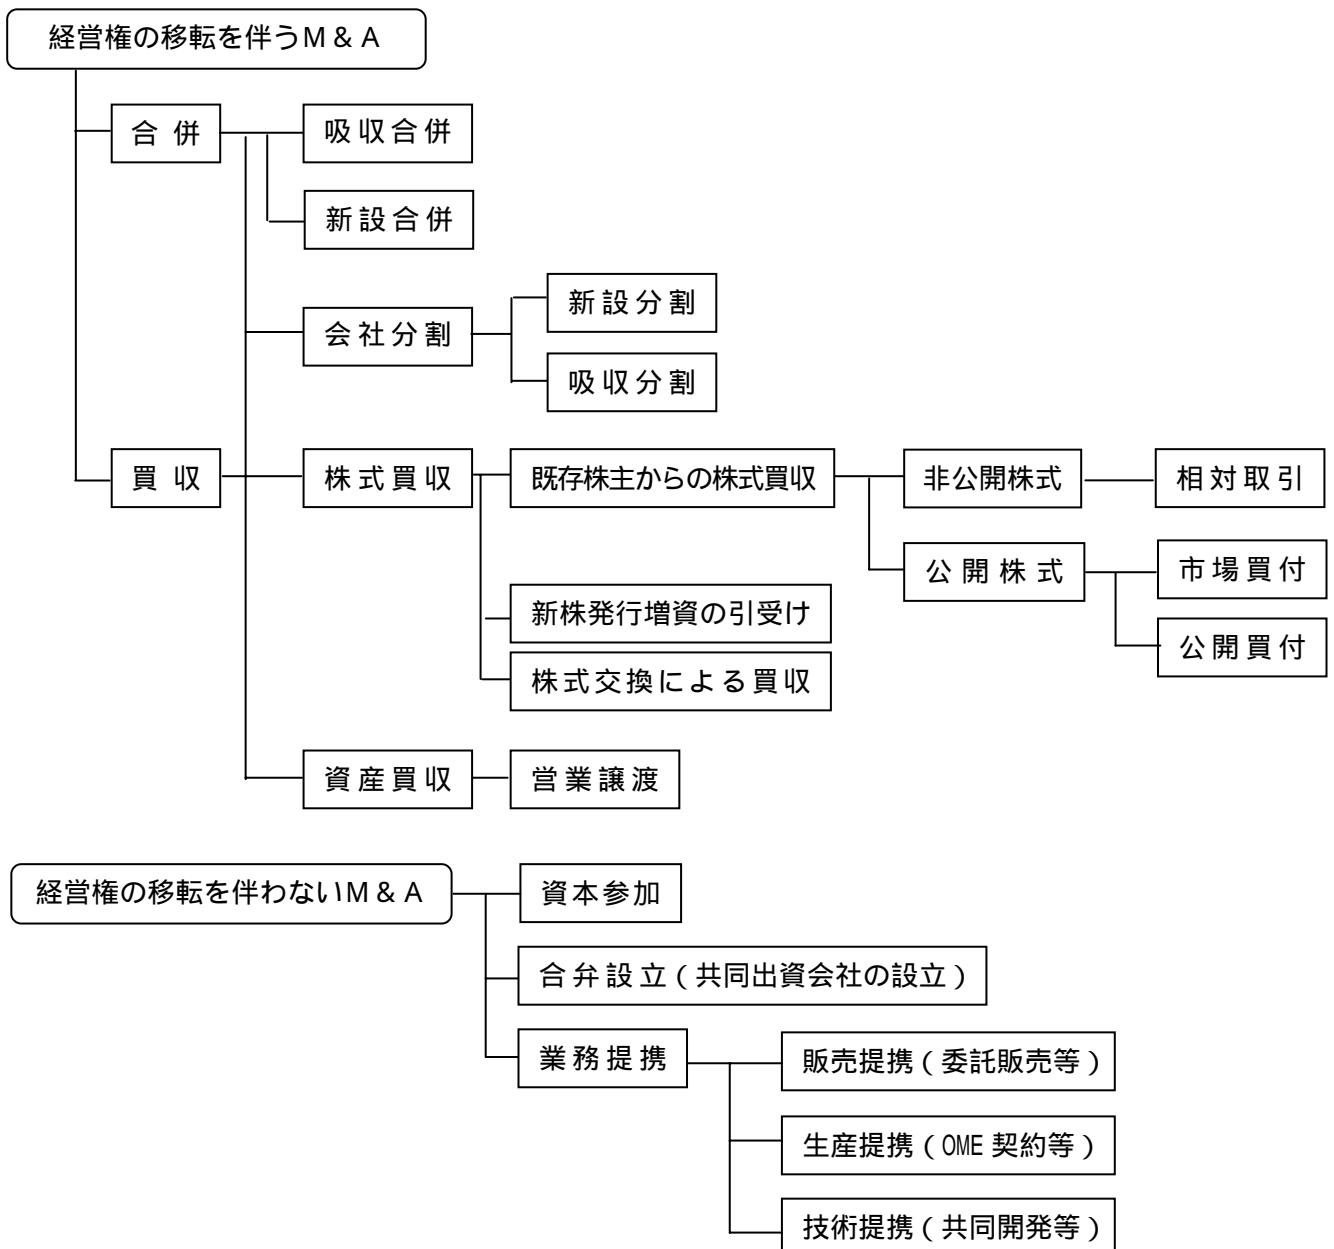 経営権の移転を伴うM & A
合併
吸収合併
新設合併
会社分割
新設分割
吸収分割
買収
株式買収
既存株主からの株式買収
非公開株式
相対取引
公開株式
市場買付
公開買付
新株発行増資の引受け
株式交換による買収
資産買収
営業譲渡
経営権の移転を伴わないM & A
資本参加
合弁設立(共同出資会社の設立)
業務提携
販売提携(委託販売等)
生産提携(OME 契約等)
技術提携(共同開発等)